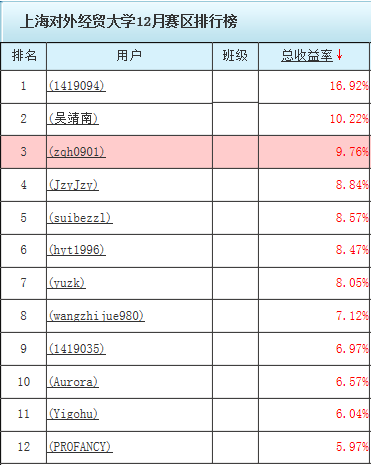 上海对外经贸大学12月赛区排行榜
排名 用户 班级 总收益率↓
1 (1419094) 16.92%
2 (吴靖南) 10.22%
3 (zqh0901) 9.76%
4 (JzyJzy) 8.84%
5 (suibezzl) 8.57%
6 (hyt1996) 8.47%
7 (yuzk) 8.05%
8 (wangzhijue980) 7.12%
9 (1419035) 6.97%
10 (Aurora) 6.57%
11 (Yigohu) 6.04%
12 (PROFANCY) 5.97%